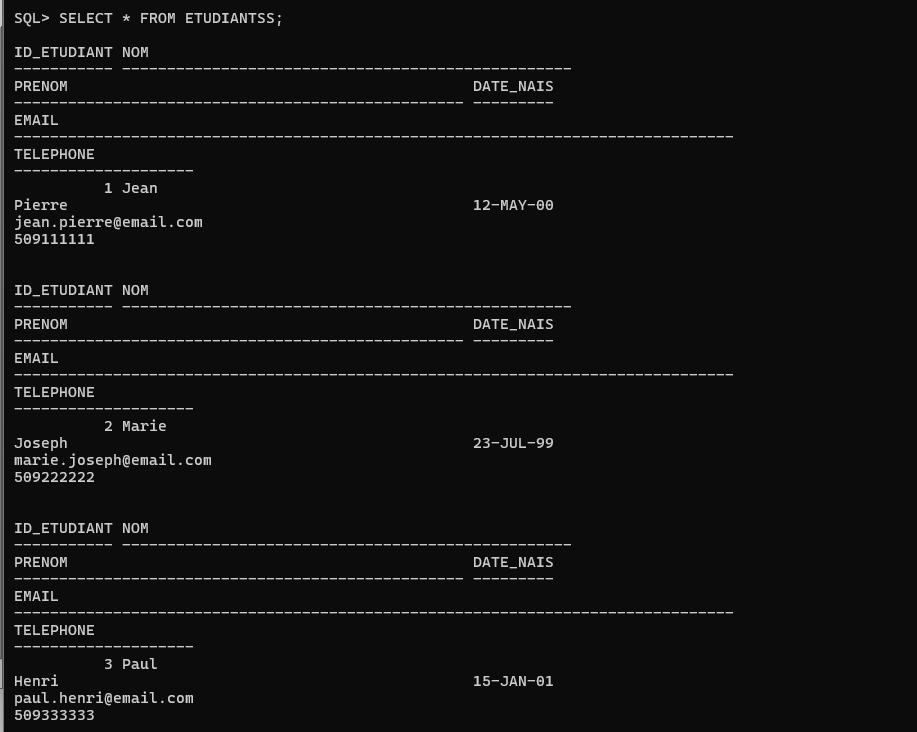 SQL> SELECT * FROM ETUDIANTSS;
ID_ETUDIANT NOM
----------- --------------------------------------------------
PRENOM                                             DATE_NAIS
-------------------------------------------------- ---------
EMAIL
--------------------------------------------------------------------------------
TELEPHONE
--------------------
          1 Jean
Pierre                                             12-MAY-00
jean.pierre@email.com
509111111
ID_ETUDIANT NOM
----------- --------------------------------------------------
PRENOM                                             DATE_NAIS
-------------------------------------------------- ---------
EMAIL
--------------------------------------------------------------------------------
TELEPHONE
--------------------
          2 Marie
Joseph                                             23-JUL-99
marie.joseph@email.com
509222222
ID_ETUDIANT NOM
----------- --------------------------------------------------
PRENOM                                             DATE_NAIS
-------------------------------------------------- ---------
EMAIL
--------------------------------------------------------------------------------
TELEPHONE
--------------------
          3 Paul
Henri                                              15-JAN-01
paul.henri@email.com
509333333